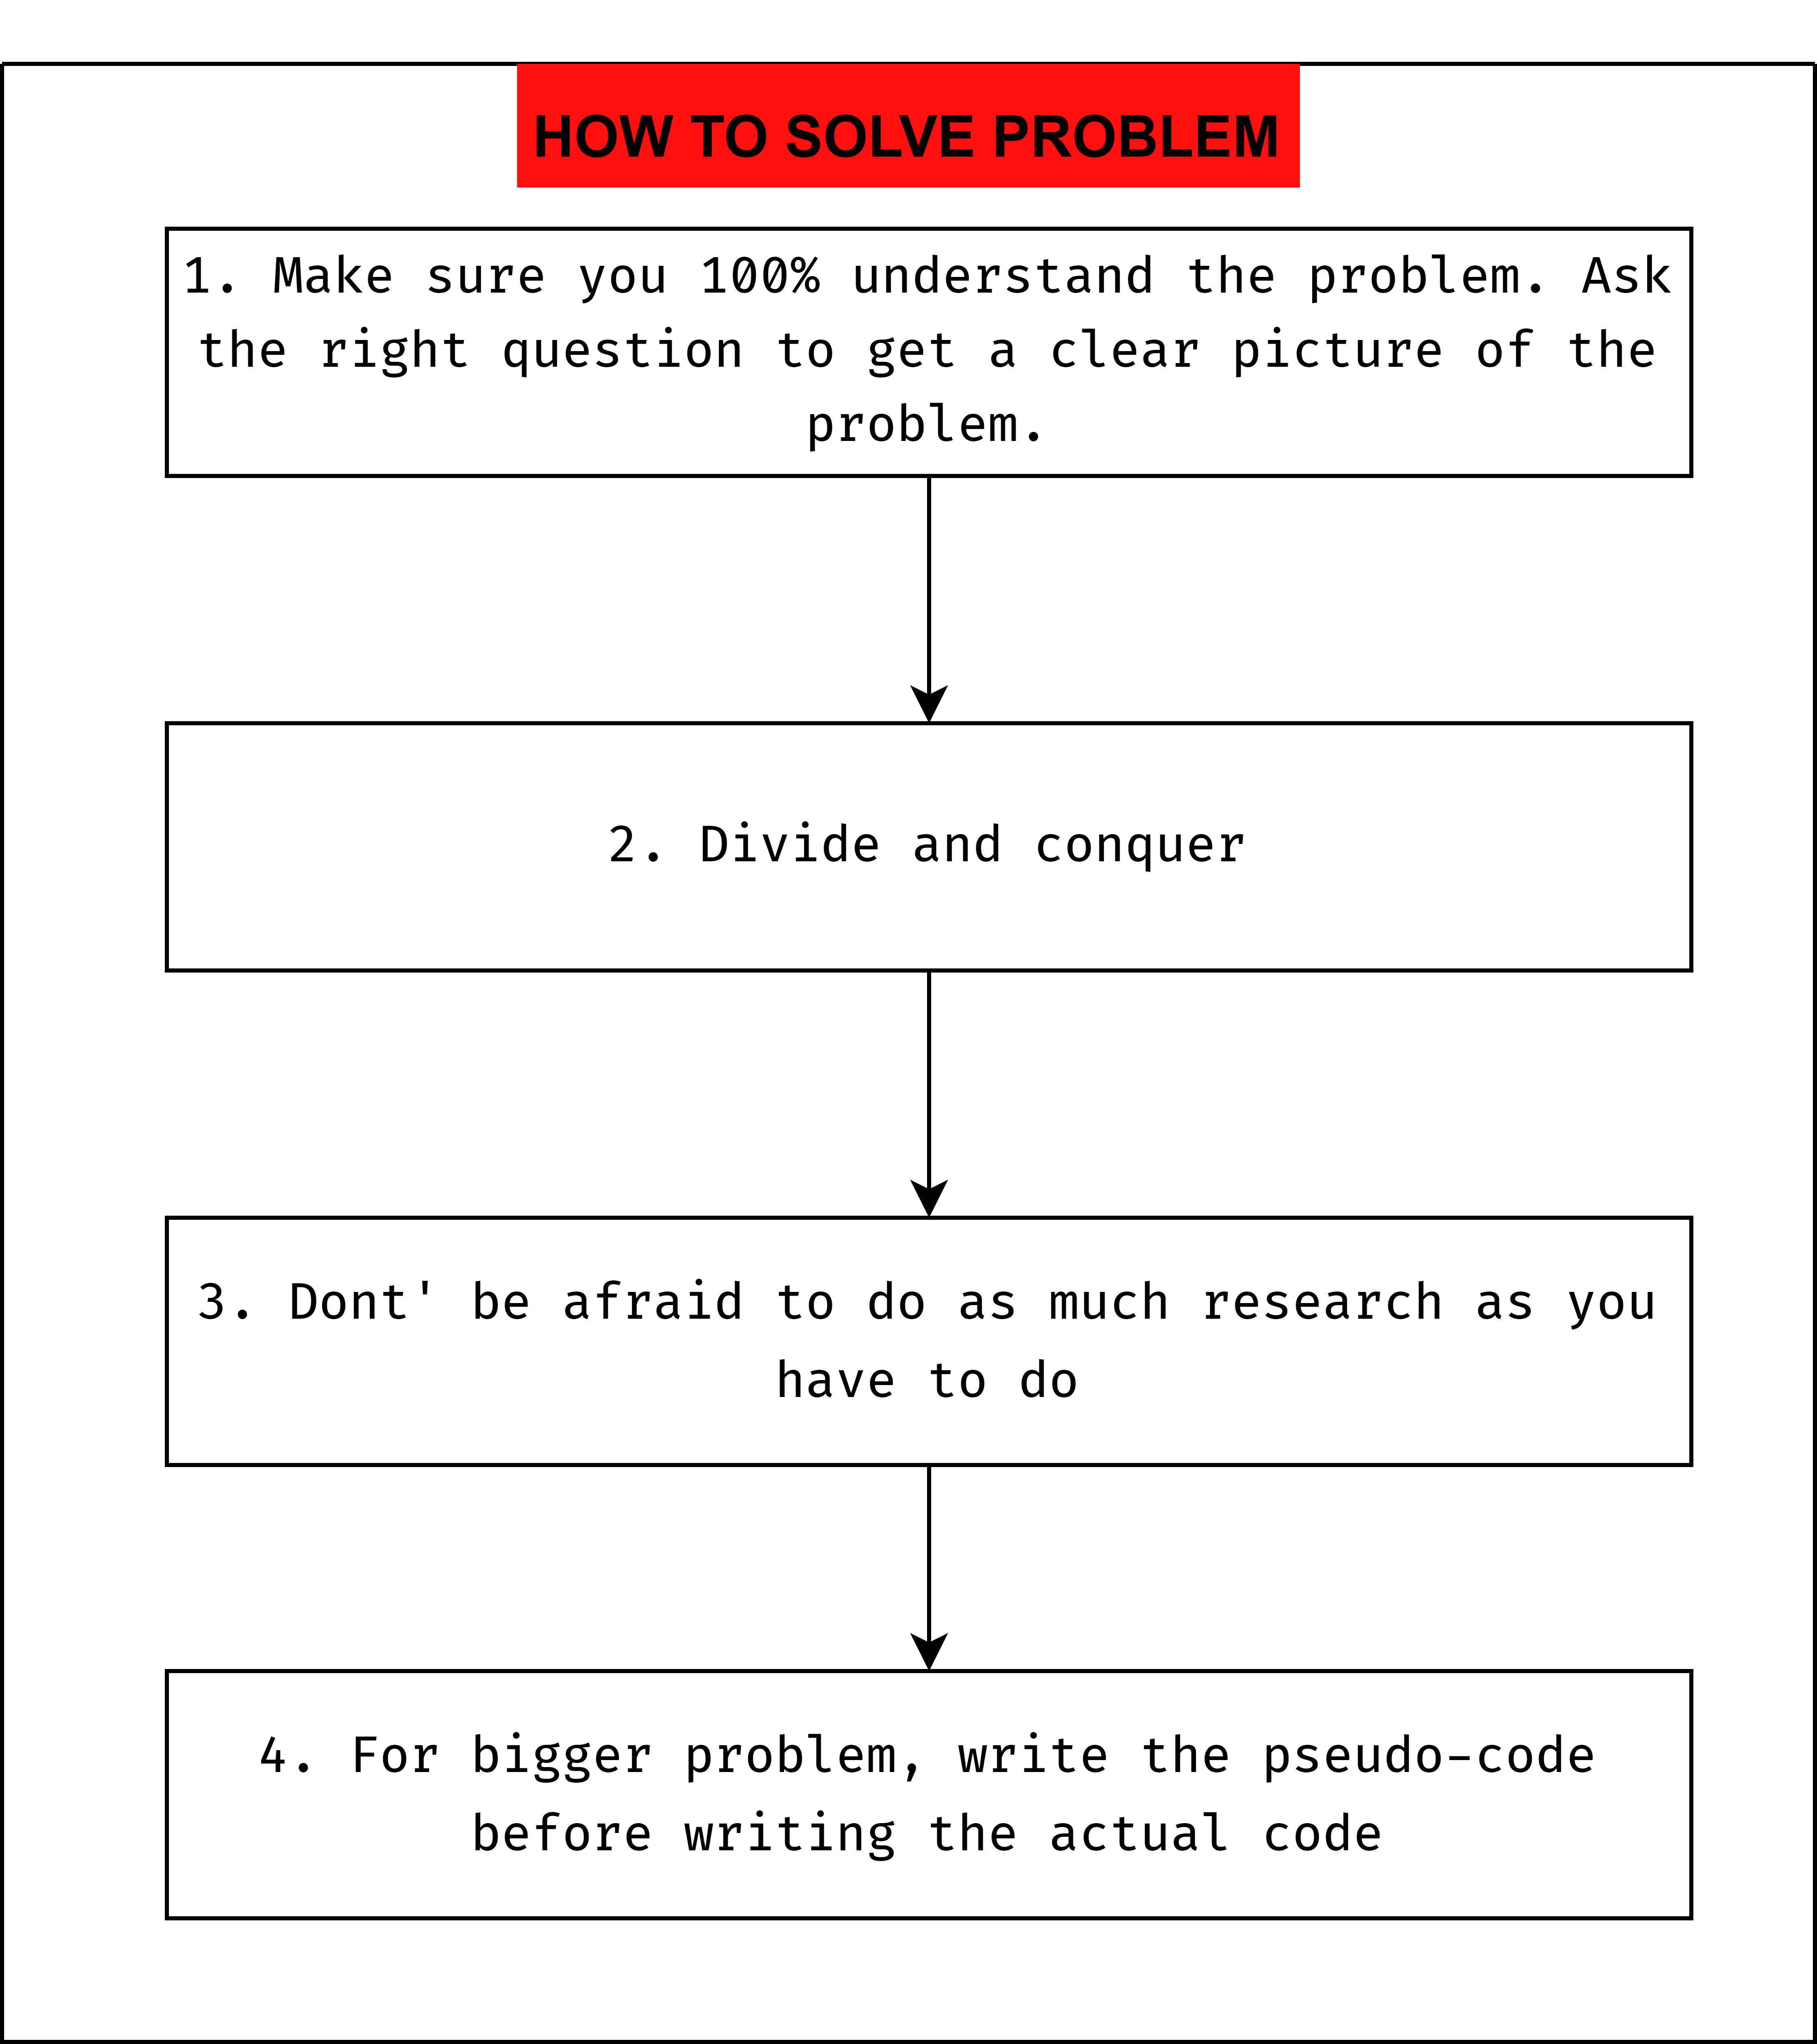 HOW TO SOLVE PROBLEM
1. Make sure you 100% understand the problem. Ask
the right question to get a clear picture of the
problem.
2. Divide and conquer
3. Dont' be afraid to do as much research as you
have to do
4. For bigger problem, write the pseudo-code
before writing the actual code